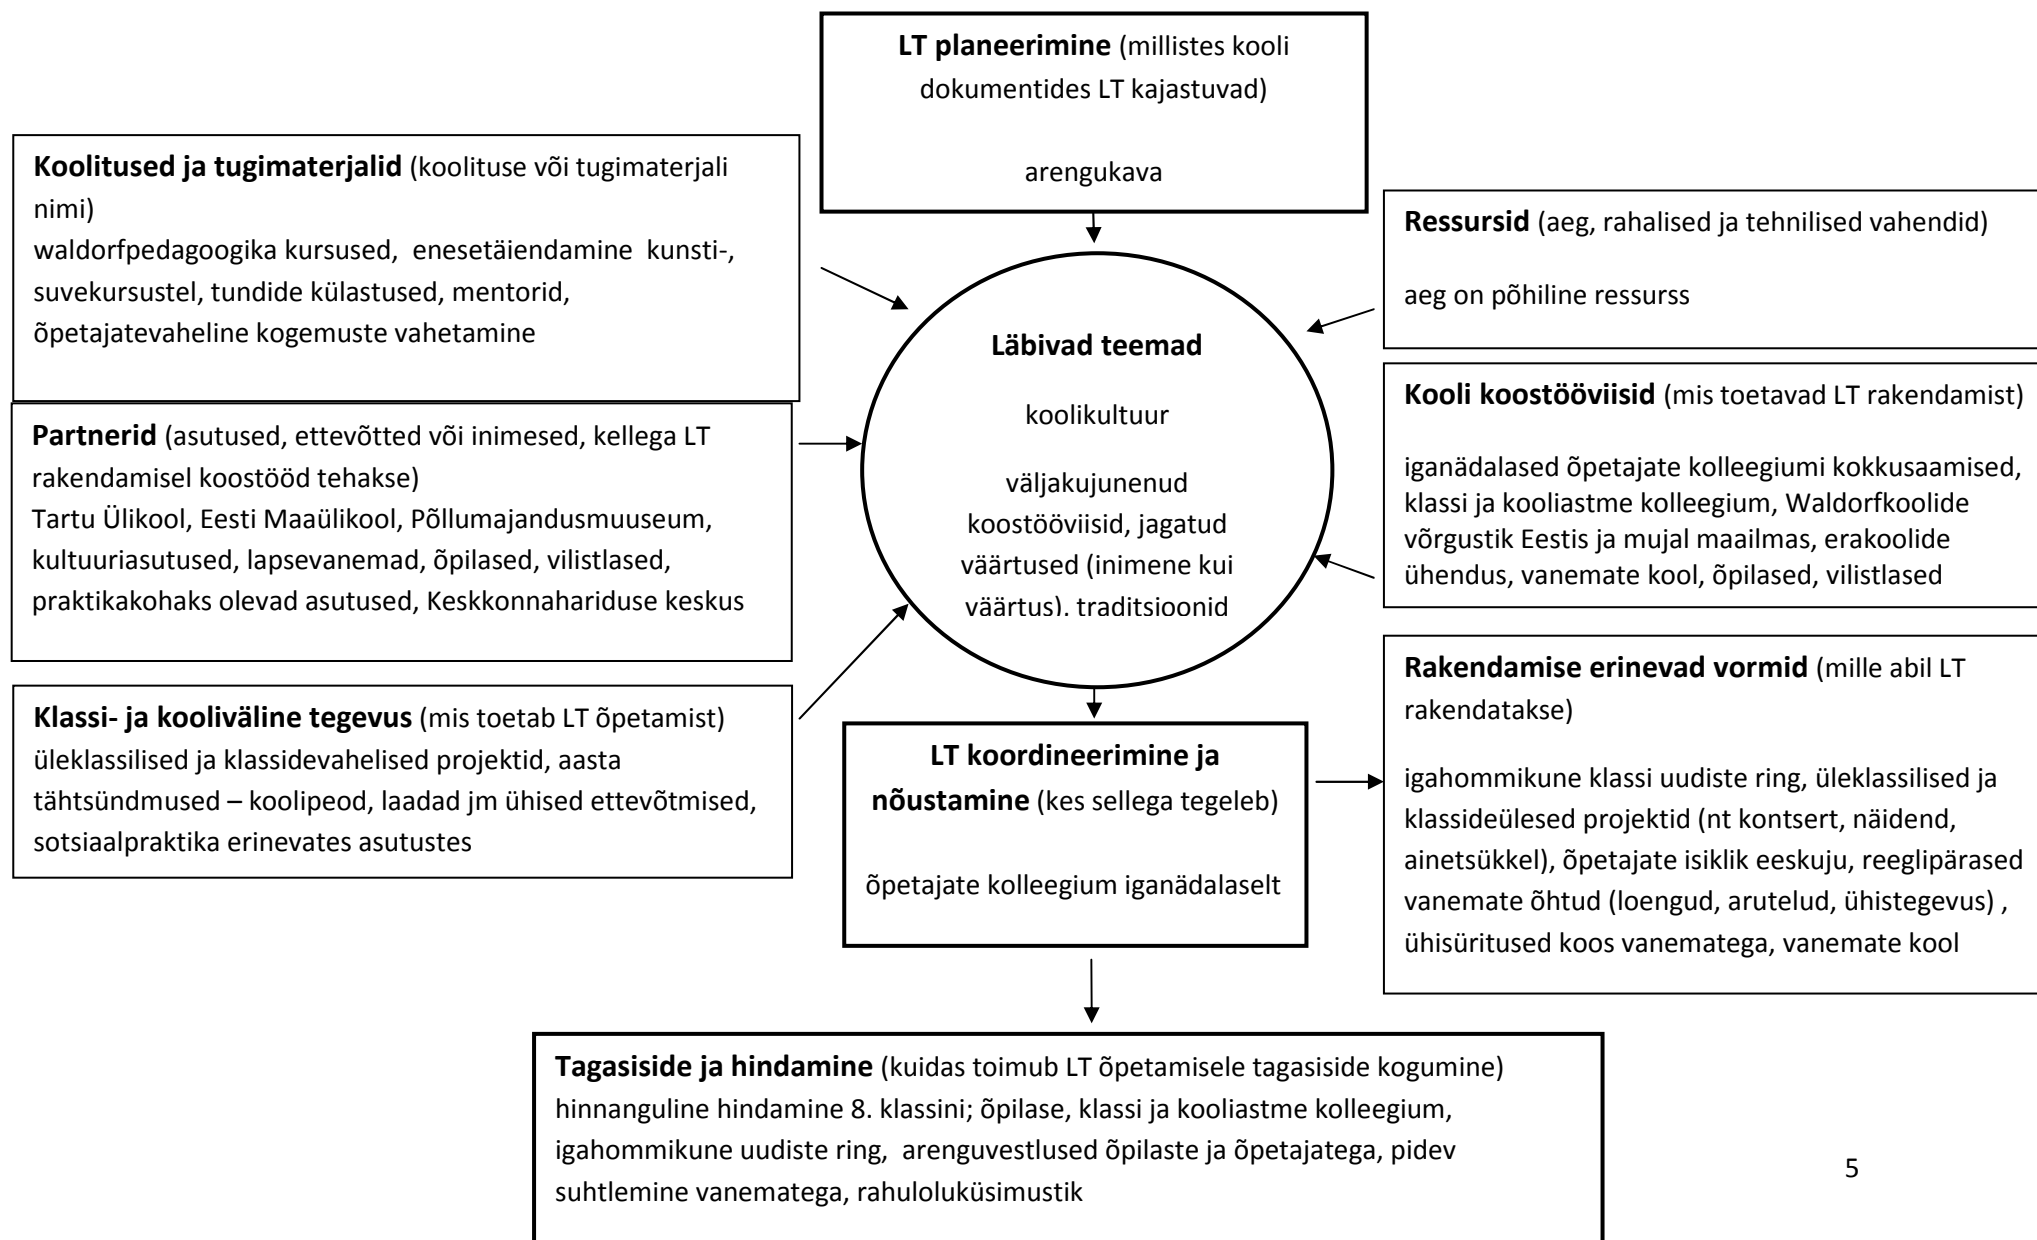 LT planeerimine (millistes kooli
dokumentides LT kajastuvad)
arengukava
Koolitused ja tugimaterjalid (koolituse või tugimaterjali
nimi)
waldorfpedagoogika kursused, enesetäiendamine kunsti-,
suvekursustel, tundide külastused, mentorid,
õpetajatevaheline kogemuste vahetamine
Partnerid (asutused, ettevõtted või inimesed, kellega LT
rakendamisel koostööd tehakse)
Tartu Ülikool, Eesti Maaülikool, Põllumajandusmuuseum,
kultuuriasutused, lapsevanemad, õpilased, vilistlased,
praktikakohaks olevad asutused, Keskkonnahariduse keskus
Klassi- ja kooliväline tegevus (mis toetab LT õpetamist)
üleklassilised ja klassidevahelised projektid, aasta
tähtsündmused – koolipeod, laadad jm ühised ettevõtmised,
sotsiaalpraktika erinevates asutustes
Läbivad teemad
koolikultuur
väljakujunenud
koostööviisid, jagatud
väärtused (inimene kui
väärtus), traditsioonid
Ressursid (aeg, rahalised ja tehnilised vahendid)
aeg on põhiline ressurss
Kooli koostööviisid (mis toetavad LT rakendamist)
iganädalased õpetajate kolleegiumi kokkusaamised,
klassi ja kooliastme kolleegium, Waldorfkoolide
võrgustik Eestis ja mujal maailmas, erakoolide
ühendus, vanemate kool, õpilased, vilistlased
Rakendamise erinevad vormid (mille abil LT
rakendatakse)
igahommikune klassi uudiste ring, üleklassilised ja
klassideülesed projektid (nt kontsert, näidend,
ainetsükkel), õpetajate isiklik eeskuju, reeglipärased
vanemate õhtud (loengud, arutelud, ühistegevus) ,
ühisüritused koos vanematega, vanemate kool
LT koordineerimine ja
nõustamine (kes sellega tegeleb)
õpetajate kolleegium iganädalaselt
Tagasiside ja hindamine (kuidas toimub LT õpetamisele tagasiside kogumine)
hinnanguline hindamine 8. klassini; õpilase, klassi ja kooliastme kolleegium,
igahommikune uudiste ring, arenguvestlused õpilaste ja õpetajatega, pidev
suhtlemine vanematega, rahuloluküsimustik
5